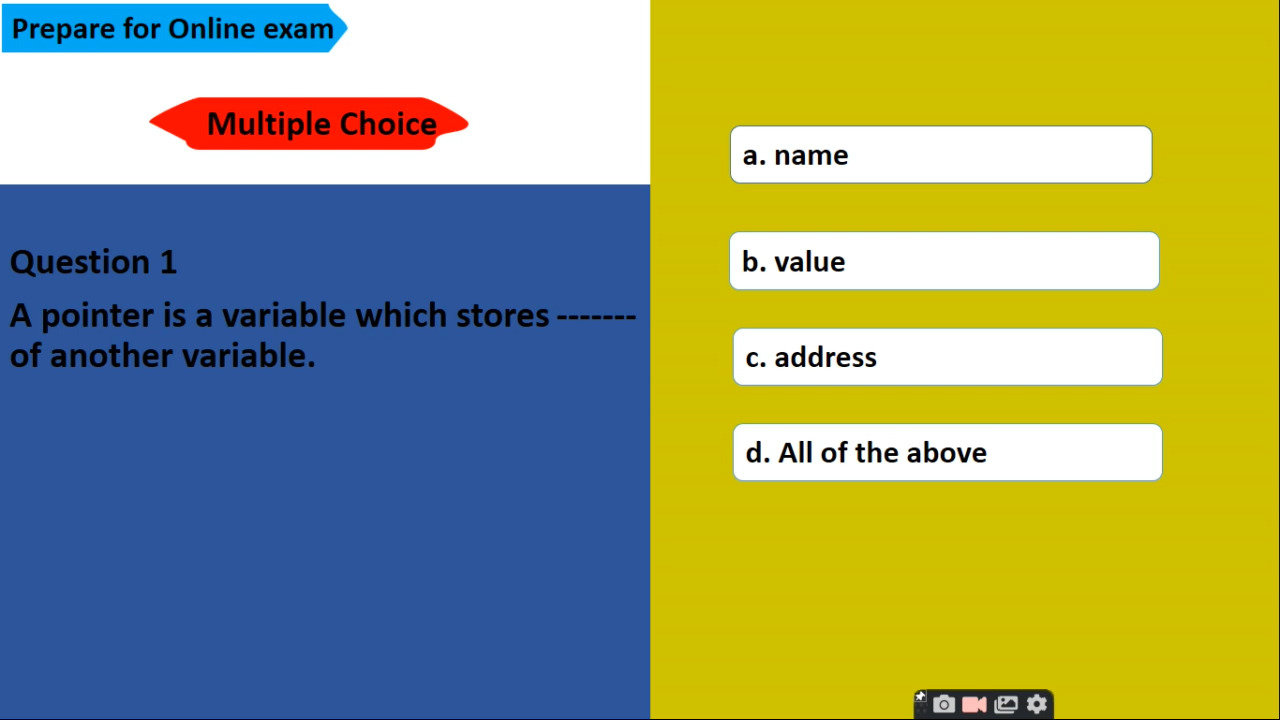 Prepare for Online exam
Multiple Choice
Question 1
A pointer is a variable which stores -------
of another variable.
a. name
b. value
c. address
d. All of the above